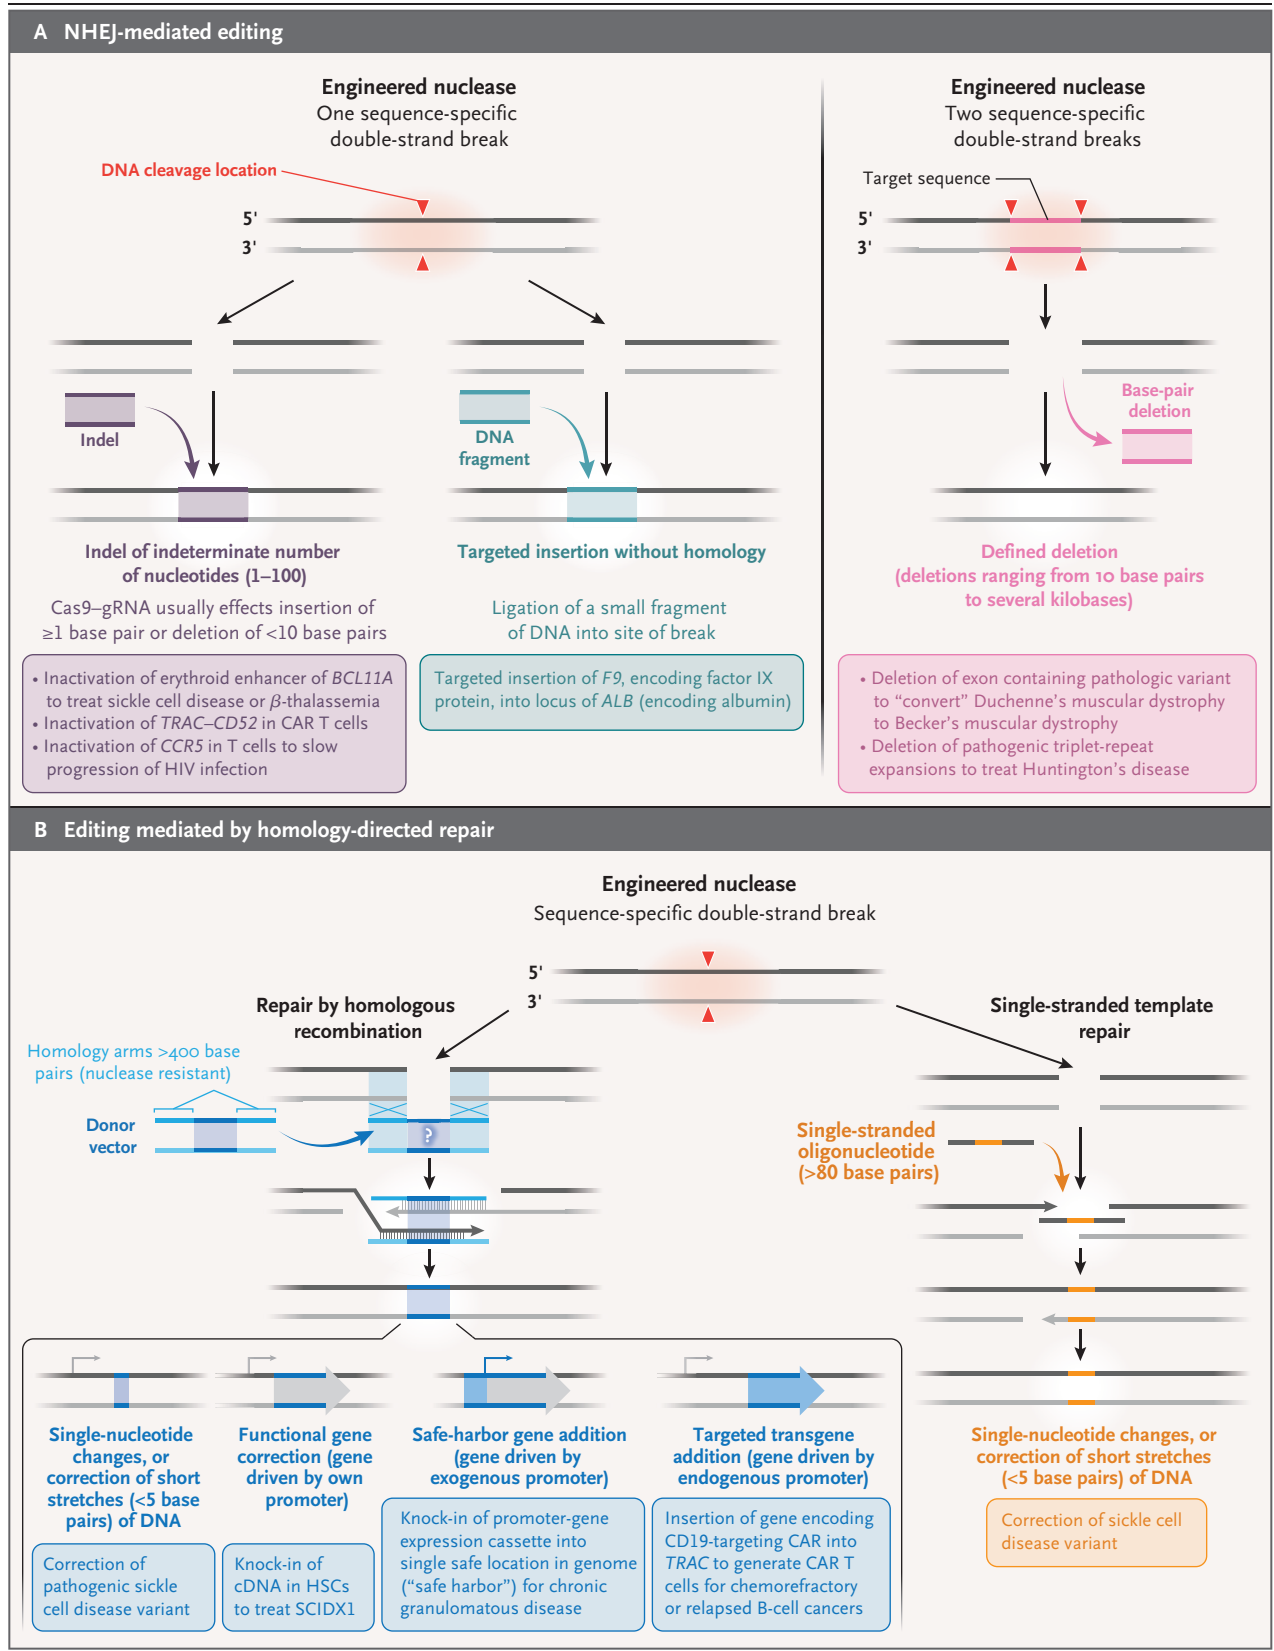 A NHEJ-mediated editing
Engineered nuclease
One sequence-specific
double-strand break
DNA cleavage location
5'
3'
Indel
DNA
fragment
Indel of indeterminate number
of nucleotides (1–100)
Cas9–gRNA usually effects insertion of
≥1 base pair or deletion of <10 base pairs
• Inactivation of erythroid enhancer of BCL11A
to treat sickle cell disease or β-thalassemia
• Inactivation of TRAC–CD52 in CAR T cells
• Inactivation of CCR5 in T cells to slow
progression of HIV infection
Targeted insertion without homology
Ligation of a small fragment
of DNA into site of break
Targeted insertion of F9, encoding factor IX
protein, into locus of ALB (encoding albumin)
Engineered nuclease
Two sequence-specific
double-strand breaks
Target sequence
5'
3'
Base-pair
deletion
Defined deletion
(deletions ranging from 10 base pairs
to several kilobases)
• Deletion of exon containing pathologic variant
to “convert” Duchenne’s muscular dystrophy
to Becker’s muscular dystrophy
• Deletion of pathogenic triplet-repeat
expansions to treat Huntington’s disease
B Editing mediated by homology-directed repair
Engineered nuclease
Sequence-specific double-strand break
5'
3'
Repair by homologous
recombination
Homology arms >400 base
pairs (nuclease resistant)
Donor
vector
?
Single-stranded template
repair
Single-stranded
oligonucleotide
(>80 base pairs)
Single-nucleotide
changes, or
correction of short
stretches (<5 base
pairs) of DNA
Correction of
pathogenic sickle
cell disease variant
Functional gene
correction (gene
driven by own
promoter)
Knock-in of
cDNA in HSCs
to treat SCIDX1
Safe-harbor gene addition
(gene driven by
exogenous promoter)
Knock-in of promoter-gene
expression cassette into
single safe location in genome
(“safe harbor”) for chronic
granulomatous disease
Targeted transgene
addition (gene driven by
endogenous promoter)
Insertion of gene encoding
CD19-targeting CAR into
TRAC to generate CAR T
cells for chemorefractory
or relapsed B-cell cancers
Single-nucleotide changes, or
correction of short stretches
(<5 base pairs) of DNA
Correction of sickle cell
disease variant